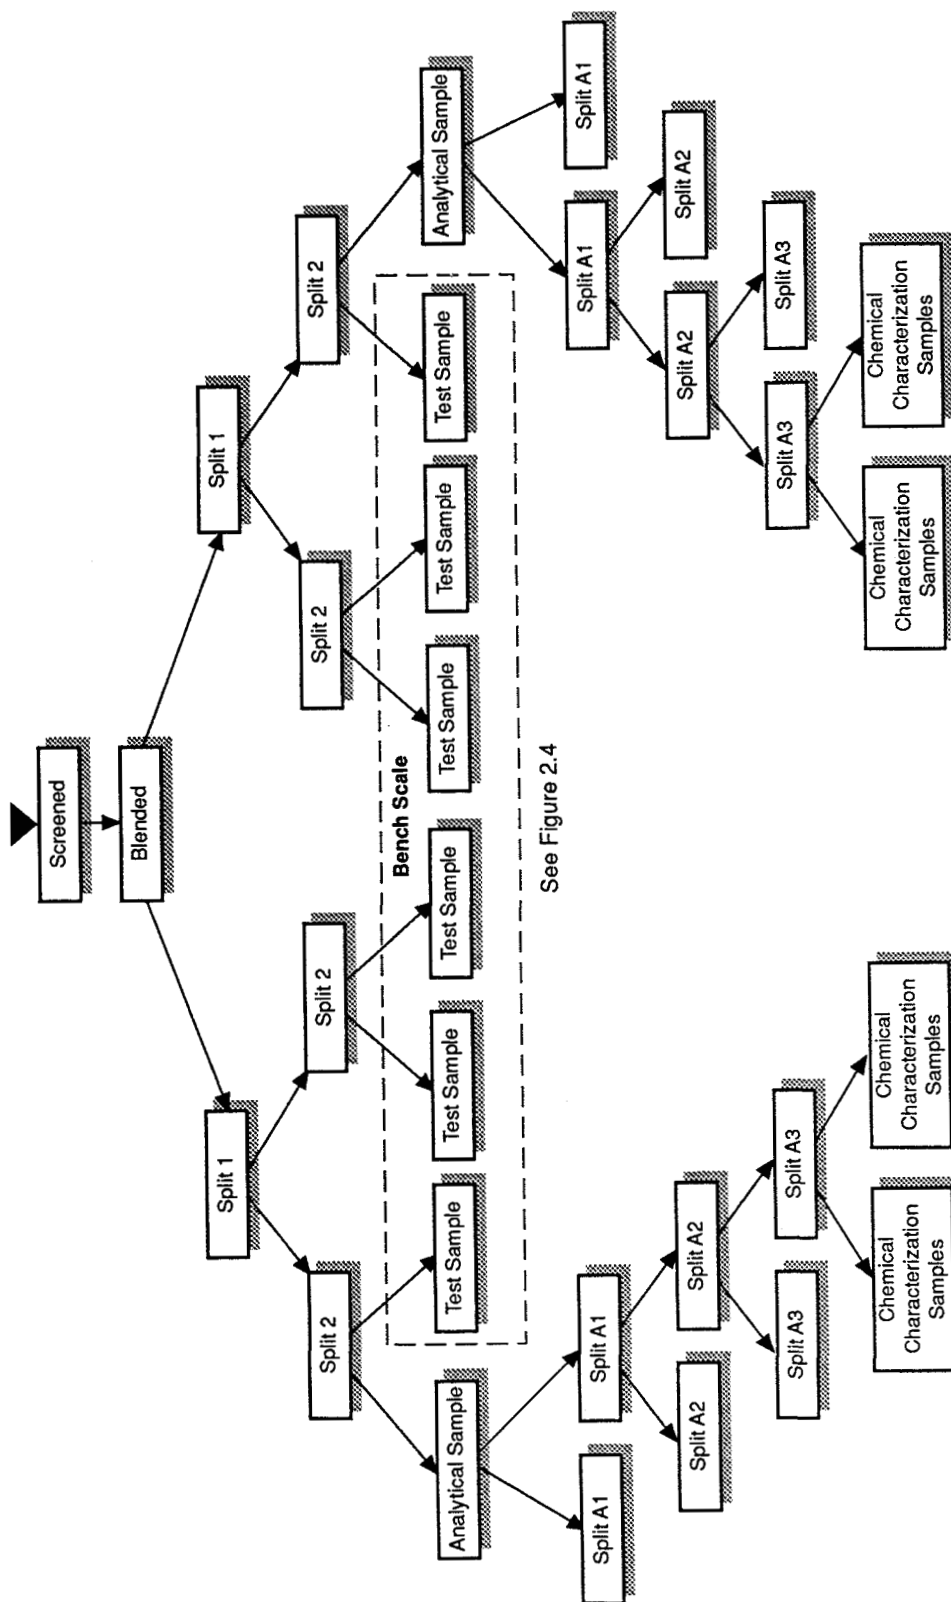 Screened
Blended
Split 1
Split 1
Split 2
Split 2
Split 2
Split 2
Bench Scale
Analytical Sample
Test Sample
Test Sample
Test Sample
Test Sample
Test Sample
Test Sample
Analytical Sample
See Figure 2.4
Split A1
Split A1
Split A1
Split A1
Split A2
Split A2
Split A2
Split A2
Split A3
Split A3
Split A3
Split A3
Chemical
Characterization
Samples
Chemical
Characterization
Samples
Chemical
Characterization
Samples
Chemical
Characterization
Samples